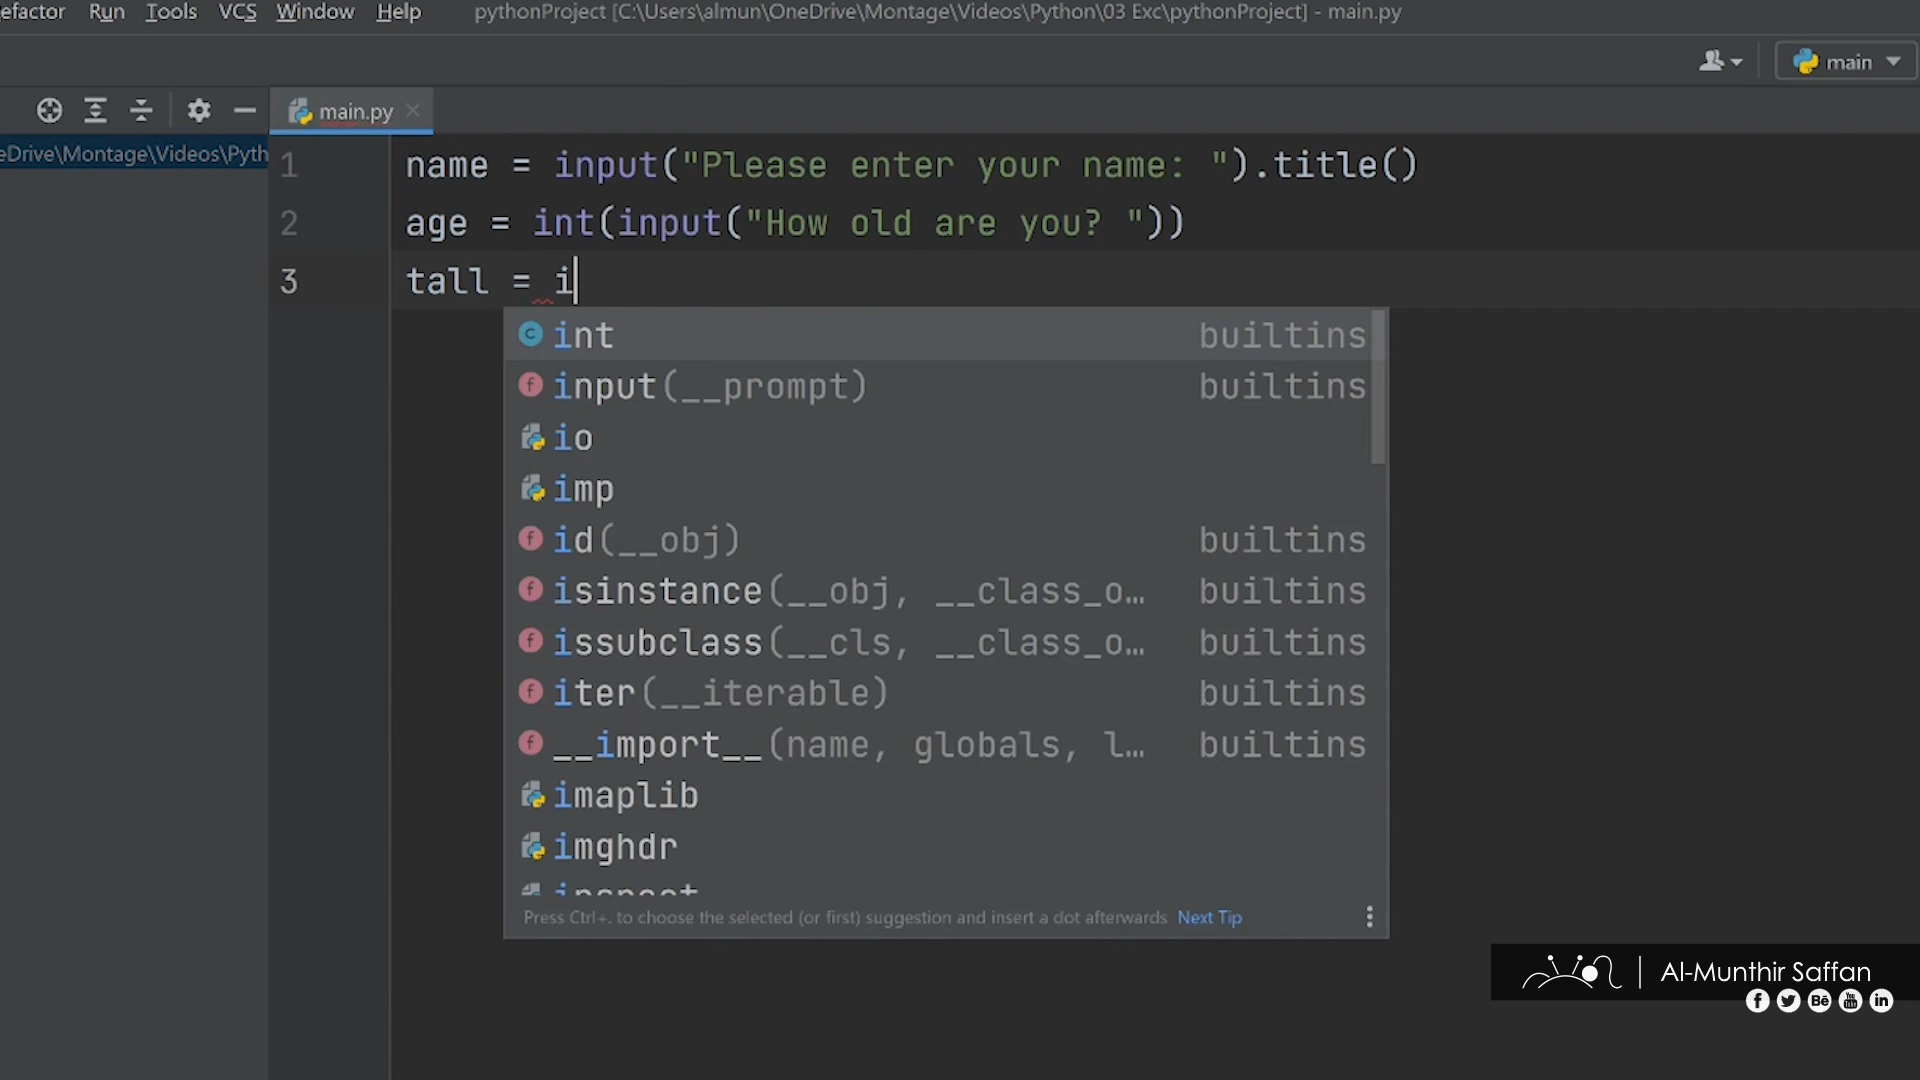 efactor Run Tools VCS Window Help pythonProject [C:\Users\almun\OneDrive\Montage\Videos\Python\03 Exc\pythonProject] - main.py
main
main.py
eDrive\Montage\Videos\Pyth
1 name = input("Please enter your name: ").title()
2 age = int(input("How old are you? "))
3 tall = i
int builtins
input(__prompt) builtins
io
imp
id(__obj) builtins
isinstance(__obj, __class_o… builtins
issubclass(__cls, __class_o… builtins
iter(__iterable) builtins
__import__(name, globals, l… builtins
imaplib
imghdr
inspect
Press Ctrl+. to choose the selected (or first) suggestion and insert a dot afterwards Next Tip
Al-Munthir Saffan